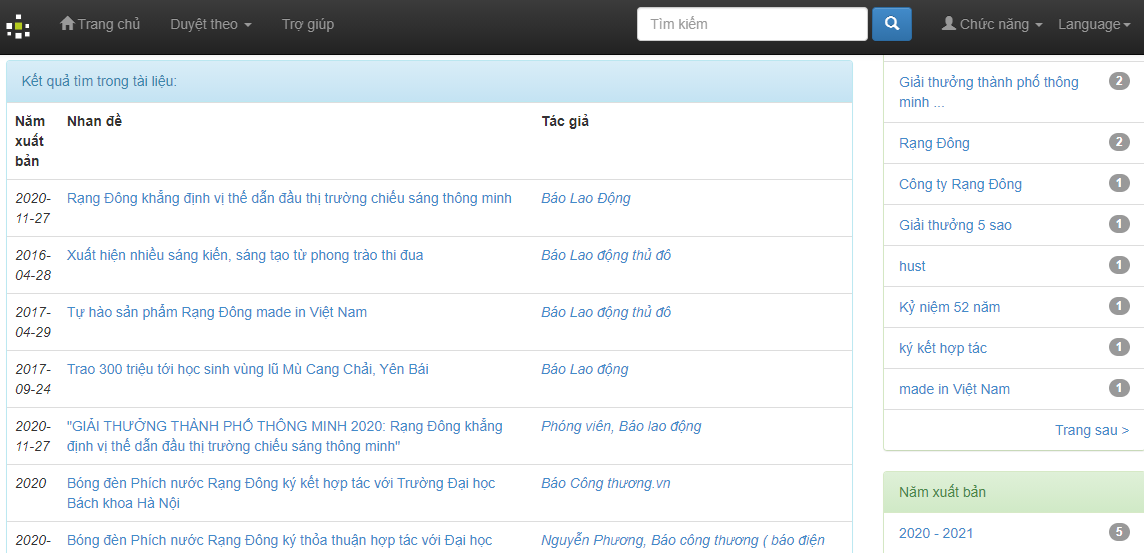 Trang chủ Duyệt theo Trợ giúp Tìm kiếm Chức năng Language
Kết quả tìm trong tài liệu:
Năm xuất bản Nhan đề Tác giả
2020-11-27 Rạng Đông khẳng định vị thế dẫn đầu thị trường chiếu sáng thông minh Báo Lao Động
2016-04-28 Xuất hiện nhiều sáng kiến, sáng tạo từ phong trào thi đua Báo Lao động thủ đô
2017-04-29 Tự hào sản phẩm Rạng Đông made in Việt Nam Báo Lao động thủ đô
2017-09-24 Trao 300 triệu tới học sinh vùng lũ Mù Cang Chải, Yên Bái Báo Lao động
2020-11-27 "GIẢI THƯỞNG THÀNH PHỐ THÔNG MINH 2020: Rạng Đông khẳng
định vị thế dẫn đầu thị trường chiếu sáng thông minh" Phóng viên, Báo lao động
2020 Bóng đèn Phích nước Rạng Đông ký kết hợp tác với Trường Đại học
Bách khoa Hà Nội Báo Công thương.vn
2020- Bóng đèn Phích nước Rạng Đông ký thỏa thuận hợp tác với Đại học Nguyễn Phương, Báo công thương ( báo điện
Giải thưởng thành phố thông
minh ... 2
Rạng Đông 2
Công ty Rạng Đông 1
Giải thưởng 5 sao 1
hust 1
Kỷ niệm 52 năm 1
ký kết hợp tác 1
made in Việt Nam 1
Trang sau >
Năm xuất bản
2020 - 2021 5